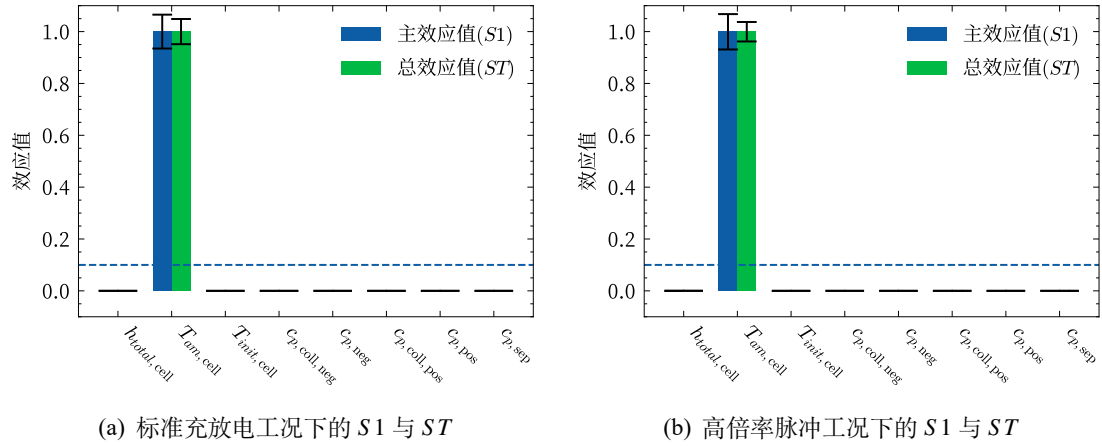 1.0
0.8
0.6
0.4
0.2
0.0
效应值
主效应值(S1)
总效应值(ST)
h_total, cell
T_am, cell
T_init, cell
c_p, coll, neg
c_p, neg
c_p, coll, pos
c_p, pos
c_p, sep
(a) 标准充放电工况下的 S1 与 ST
1.0
0.8
0.6
0.4
0.2
0.0
效应值
主效应值(S1)
总效应值(ST)
h_total, cell
T_am, cell
T_init, cell
c_p, coll, neg
c_p, neg
c_p, coll, pos
c_p, pos
c_p, sep
(b) 高倍率脉冲工况下的 S1 与 ST